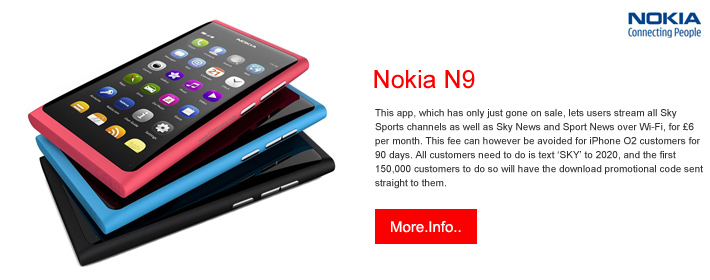 NOKIA
Connecting People
Nokia N9
This app, which has only just gone on sale, lets users stream all Sky
Sports channels as well as Sky News and Sport News over Wi-Fi, for £6
per month. This fee can however be avoided for iPhone O2 customers for
90 days. All customers need to do is text ‘SKY’ to 2020, and the first
150,000 customers to do so will have the download promotional code sent
straight to them.
More.Info..
NOKIA